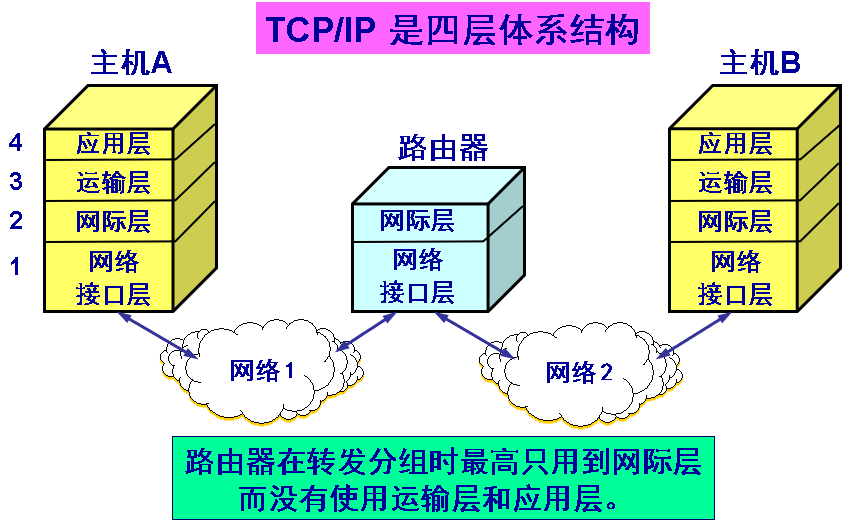 TCP/IP 是四层体系结构
主机A
主机B
路由器
4
应用层
3
运输层
2
网际层
1
网络
接口层
网际层
网络
接口层
应用层
运输层
网际层
网络
接口层
网络1
网络2
路由器在转发分组时最高只用到网际层
而没有使用运输层和应用层。